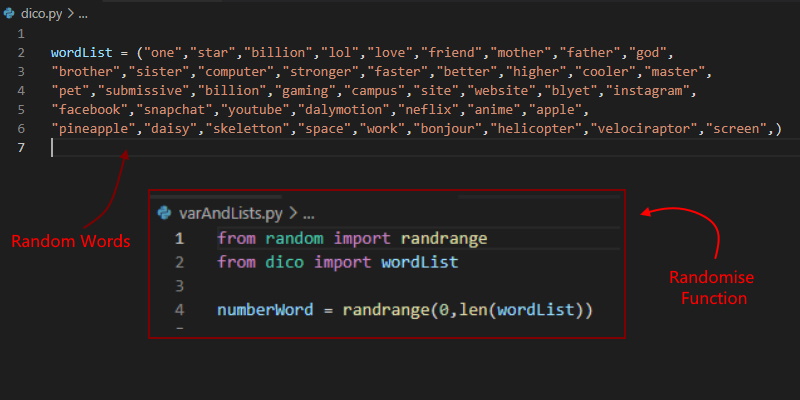 dico.py > ...
1
2 wordList = ("one","star","billion","lol","love","friend","mother","father","god",
3 "brother","sister","computer","stronger","faster","better","higher","cooler","master",
4 "pet","submissive","billion","gaming","campus","site","website","blyet","instagram",
5 "facebook","snapchat","youtube","dalymotion","neflix","anime","apple",
6 "pineapple","daisy","skeletton","space","work","bonjour","helicopter","velociraptor","screen",)
7
Random Words
varAndLists.py > ...
1 from random import randrange
2 from dico import wordList
3
4 numberWord = randrange(0,len(wordList))
Randomise
Function